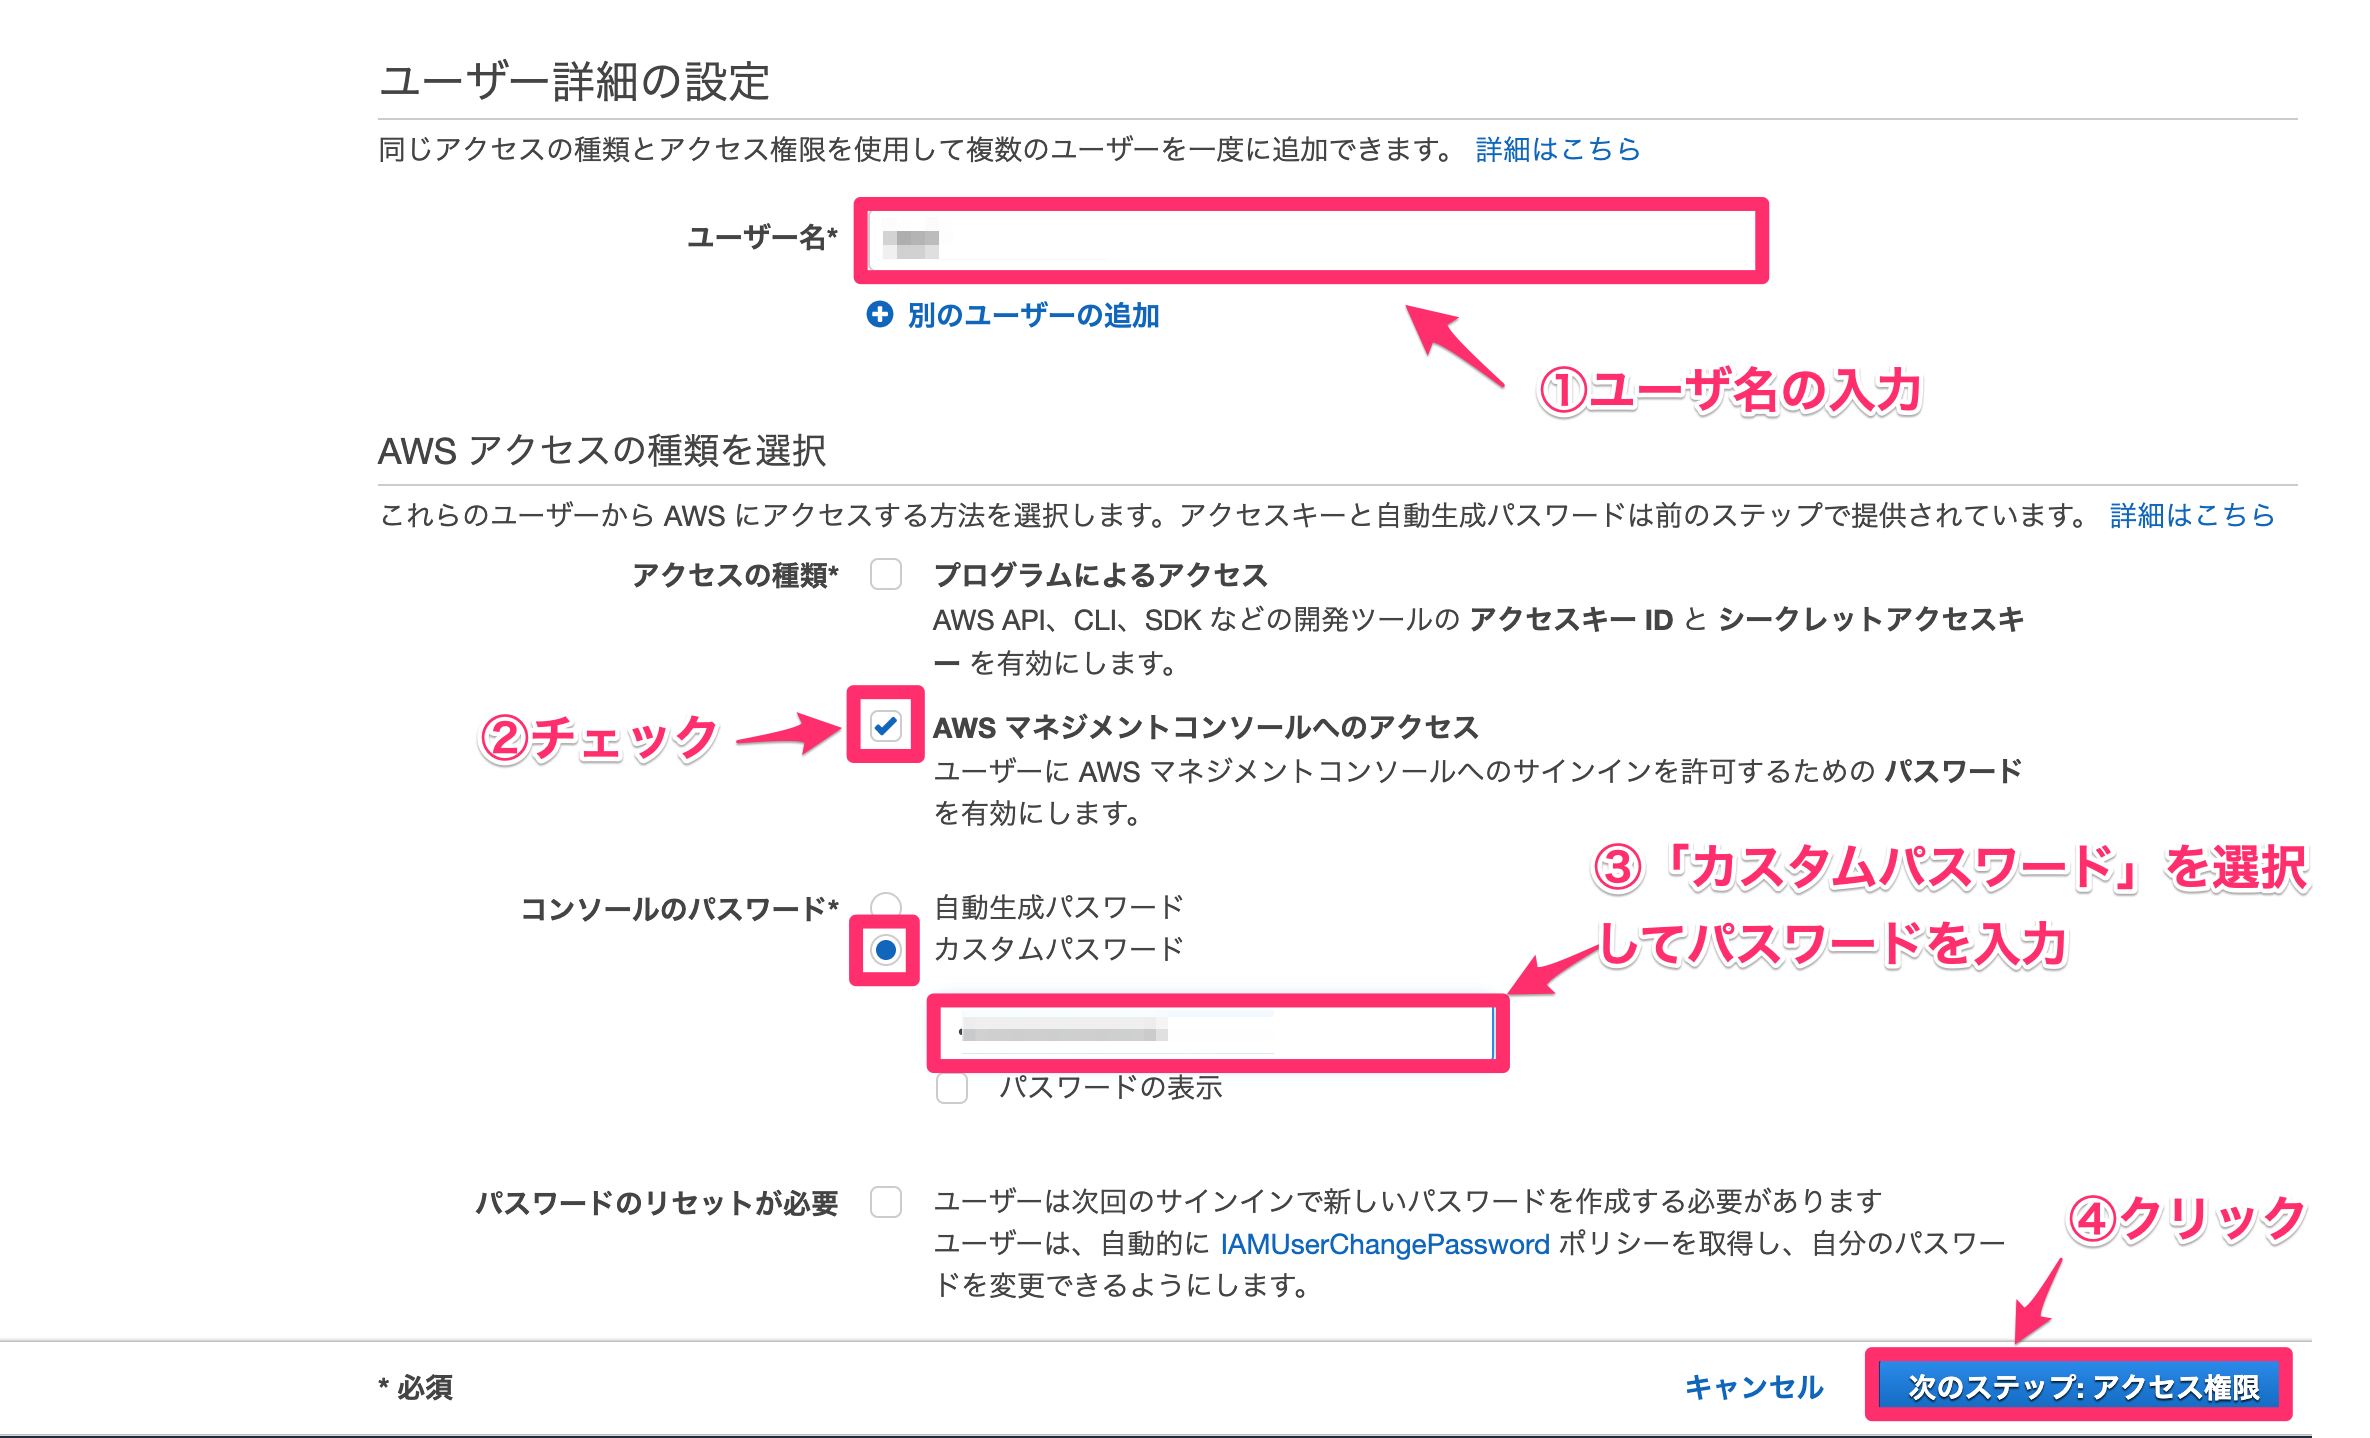 ユーザー詳細の設定
同じアクセスの種類とアクセス権限を使用して複数のユーザーを一度に追加できます。 詳細はこちら
ユーザー名*
別のユーザーの追加
①ユーザ名の入力
AWS アクセスの種類を選択
これらのユーザーから AWS にアクセスする方法を選択します。アクセスキーと自動生成パスワードは前のステップで提供されています。 詳細はこちら
アクセスの種類* プログラムによるアクセス
AWS API、CLI、SDK などの開発ツールの アクセスキー ID と シークレットアクセスキ
ー を有効にします。
②チェック
AWS マネジメントコンソールへのアクセス
ユーザーに AWS マネジメントコンソールへのサインインを許可するための パスワード
を有効にします。
③「カスタムパスワード」を選択
してパスワードを入力
コンソールのパスワード* 自動生成パスワード
カスタムパスワード
パスワードの表示
パスワードのリセットが必要 ユーザーは次回のサインインで新しいパスワードを作成する必要があります
ユーザーは、自動的に IAMUserChangePassword ポリシーを取得し、自分のパスワー
ドを変更できるようにします。
④クリック
* 必須
キャンセル
次のステップ: アクセス権限